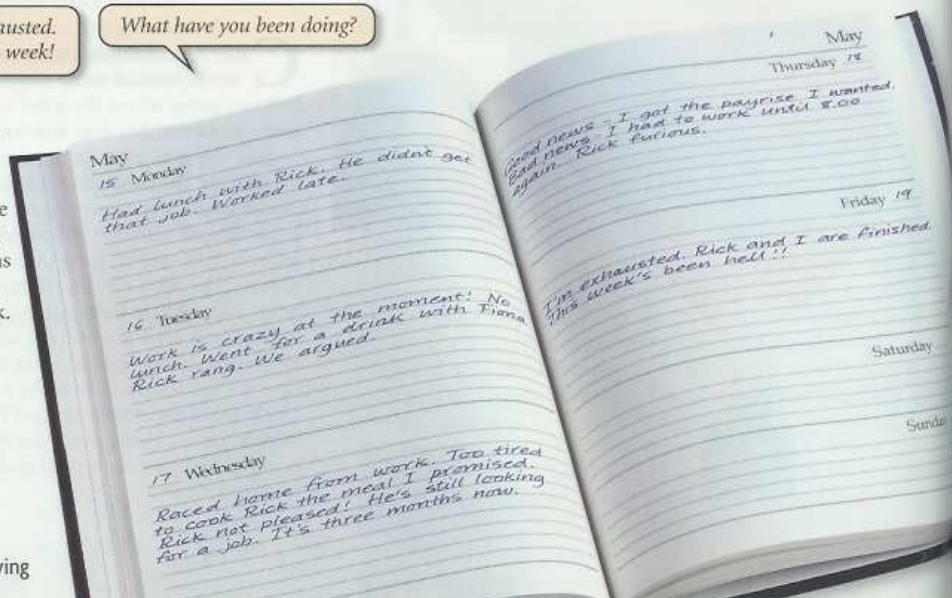 austed.
week!
What have you been doing?
May
15 Monday
Had lunch with Rick. He didn't get
that job. Worked late.
16 Tuesday
Work is crazy at the moment! No
lunch. Went for a drink with Fiona
Rick rang. We argued.
17 Wednesday
Raced home from work. Too tired
to cook Rick the meal I promised.
Rick not pleased! He's still looking
for a job. It's three months now.
May
Thursday 18
Good news - I got the payrise I wanted.
Bad news. I had to work until 8.00
again. Rick furious.
Friday 19
I'm exhausted. Rick and I are finished.
This week's been hell!!
Saturday
Sunda
ving